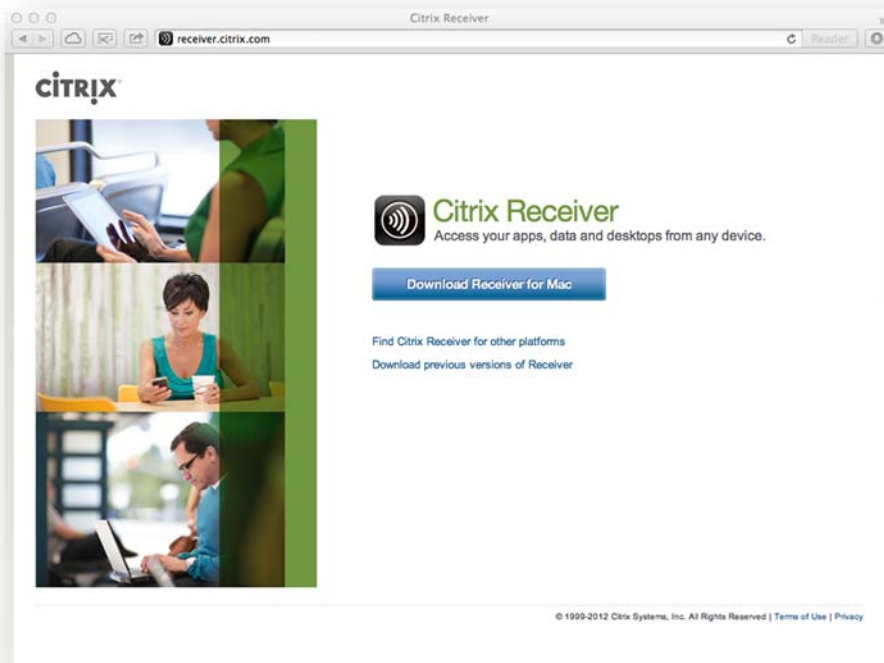 Citrix Receiver
receiver.citrix.com
Reader
CİTRIX
Citrix Receiver
Access your apps, data and desktops from any device.
Download Receiver for Mac
Find Citrix Receiver for other platforms
Download previous versions of Receiver
© 1999-2012 Citrix Systems, Inc. All Rights Reserved | Terms of Use | Privacy